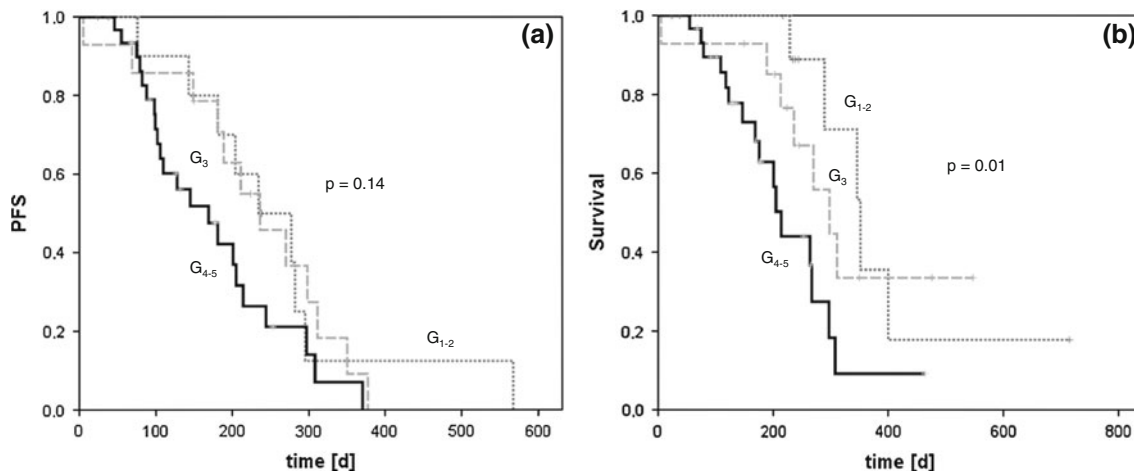 (a)
PFS
1.0
0.8
0.6
0.4
0.2
0.0
G3
p = 0.14
G4-5
G1-2
0 100 200 300 400 500 600
time [d]
(b)
Survival
1.0
0.8
0.6
0.4
0.2
0.0
G1-2
p = 0.01
G3
G4-5
0 200 400 600 800
time [d]